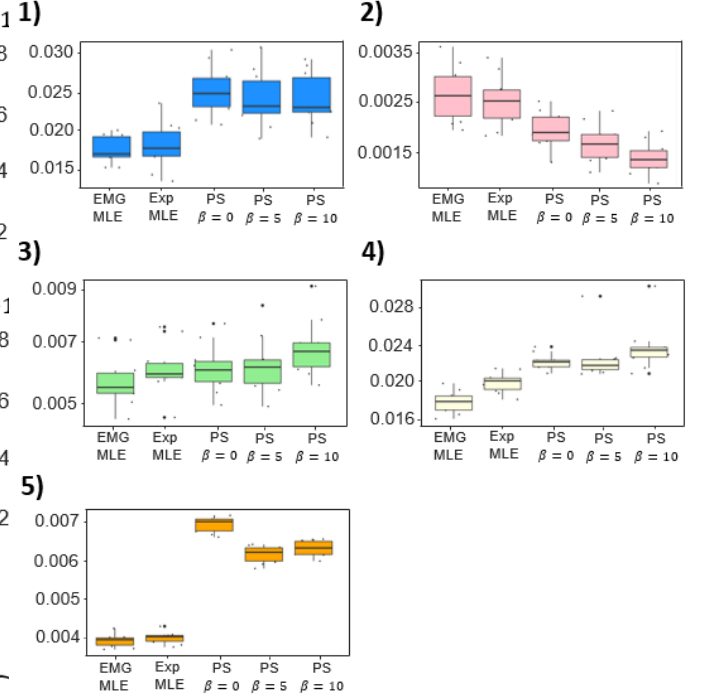 1)
0.030
0.025
0.020
0.015
EMG MLE
Exp MLE
PS β = 0
PS β = 5
PS β = 10
2)
0.0035
0.0025
0.0015
EMG MLE
Exp MLE
PS β = 0
PS β = 5
PS β = 10
3)
0.009
0.007
0.005
EMG MLE
Exp MLE
PS β = 0
PS β = 5
PS β = 10
4)
0.028
0.024
0.020
0.016
EMG MLE
Exp MLE
PS β = 0
PS β = 5
PS β = 10
5)
0.007
0.006
0.005
0.004
EMG MLE
Exp MLE
PS β = 0
PS β = 5
PS β = 10